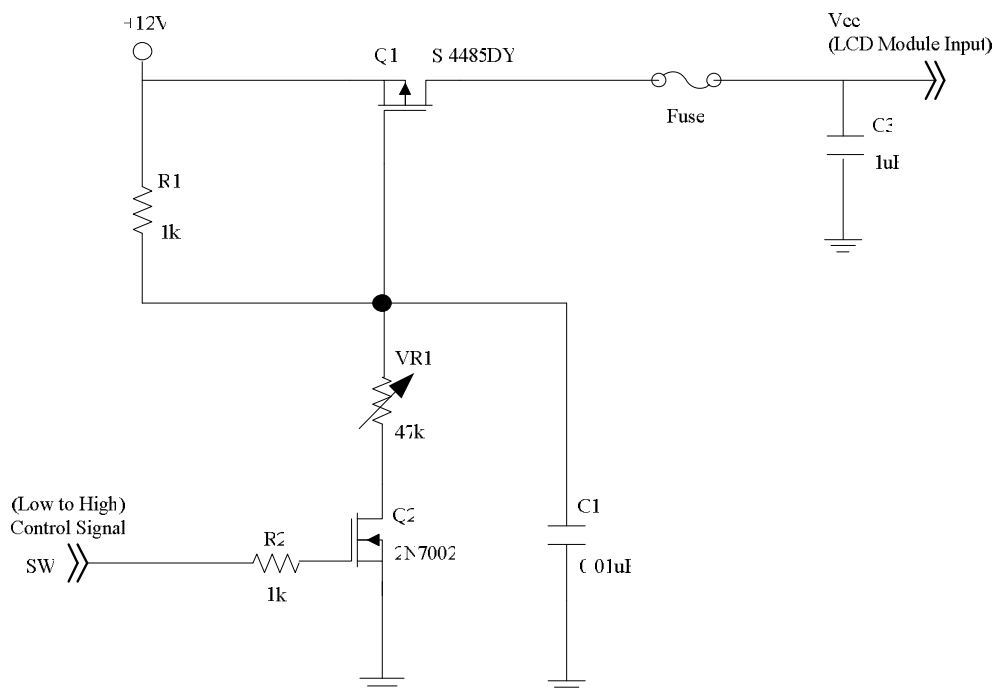 +12V
Vcc
(LCD Module Input)
Q1
S 4485DY
Fuse
C3
1uF
R1
1k
VR1
47k
(Low to High)
Control Signal
SW
R2
1k
Q2
2N7002
C1
0.01uF